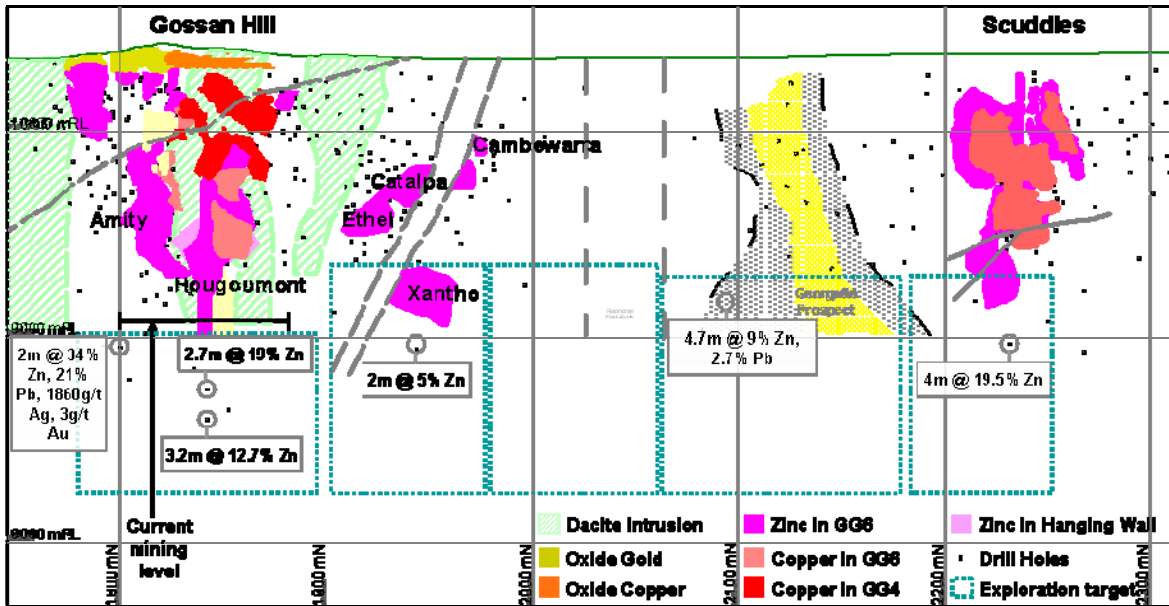 Gossan Hill
Scuddles
Cambewarra
Catalpa
Amity
Ethel
Hougoumont
Xantho
Prospect
2m @ 34%
Zn, 21%
Pb, 1860g/t
Ag, 3g/t
Au
2.7m @ 19% Zn
3.2m @ 12.7% Zn
2m @ 5% Zn
4.7m @ 9% Zn,
2.7% Pb
4m @ 19.5% Zn
Current
mining
level
Dacite Intrusion
Zinc in GG6
Zinc in Hanging Wall
Oxide Gold
Copper in GG6
Drill Holes
Oxide Copper
Copper in GG4
Exploration target